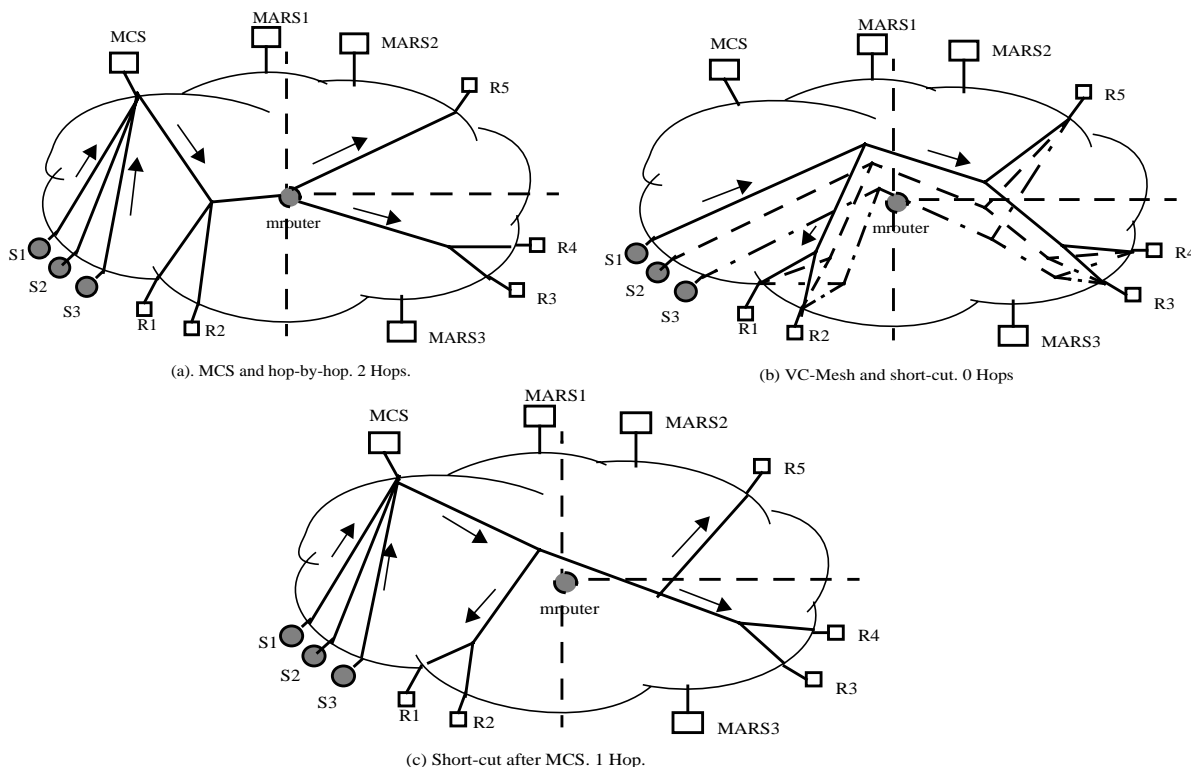 MCS
MARS1
MARS2
R5
mrouter
S1
S2
S3
R1
R2
R4
R3
MARS3
(a). MCS and hop-by-hop. 2 Hops.
MCS
MARS1
MARS2
R5
mrouter
S1
S2
S3
R1
R2
R4
R3
MARS3
(b) VC-Mesh and short-cut. 0 Hops
MCS
MARS1
MARS2
R5
mrouter
S1
S2
S3
R1
R2
R4
R3
MARS3
(c) Short-cut after MCS. 1 Hop.